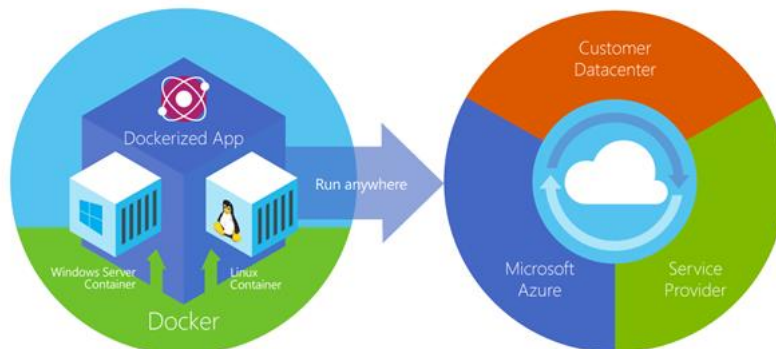 Dockerized App
Windows Server
Container
Linux
Container
Docker
Run anywhere
Customer
Datacenter
Microsoft
Azure
Service
Provider